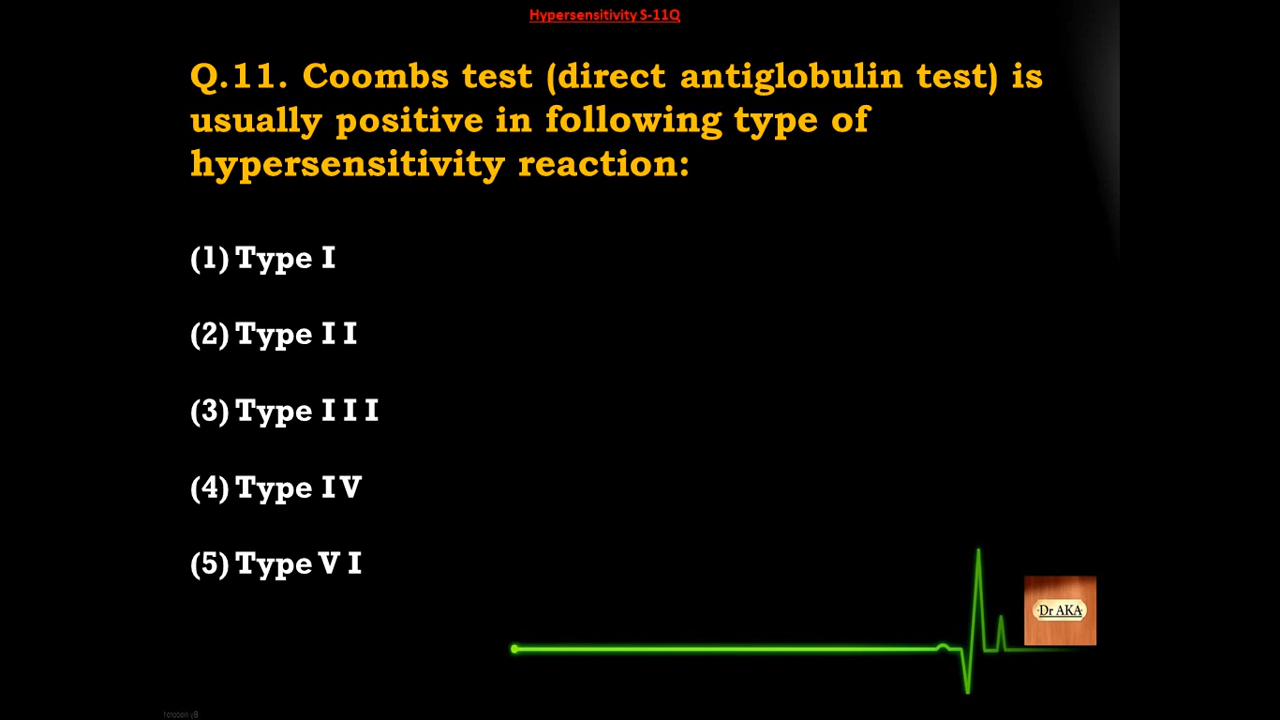 Hypersensitivity S-11Q
Q.11. Coombs test (direct antiglobulin test) is
usually positive in following type of
hypersensitivity reaction:
(1) Type I
(2) Type I I
(3) Type I I I
(4) Type I V
(5) Type V I
Dr AKA